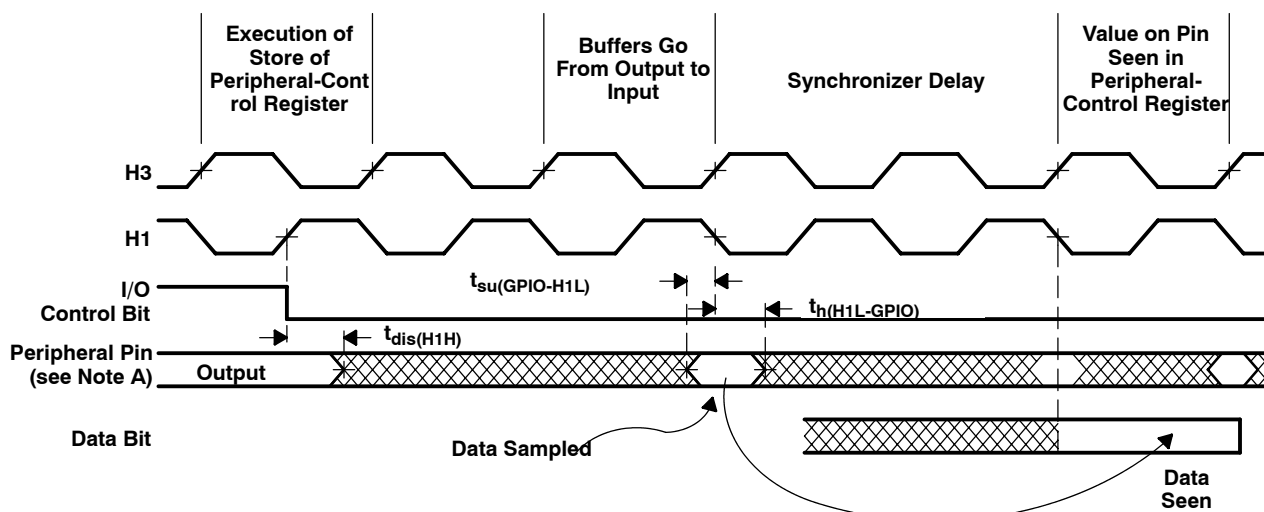 Execution of
Store of
Peripheral-Cont
rol Register
Buffers Go
From Output to
Input
Synchronizer Delay
Value on Pin
Seen in
Peripheral-
Control Register
H3
H1
I/O
Control Bit
tsu(GPIO-H1L)
th(H1L-GPIO)
tdis(H1H)
Peripheral Pin
(see Note A)
Output
Data Bit
Data Sampled
Data
Seen